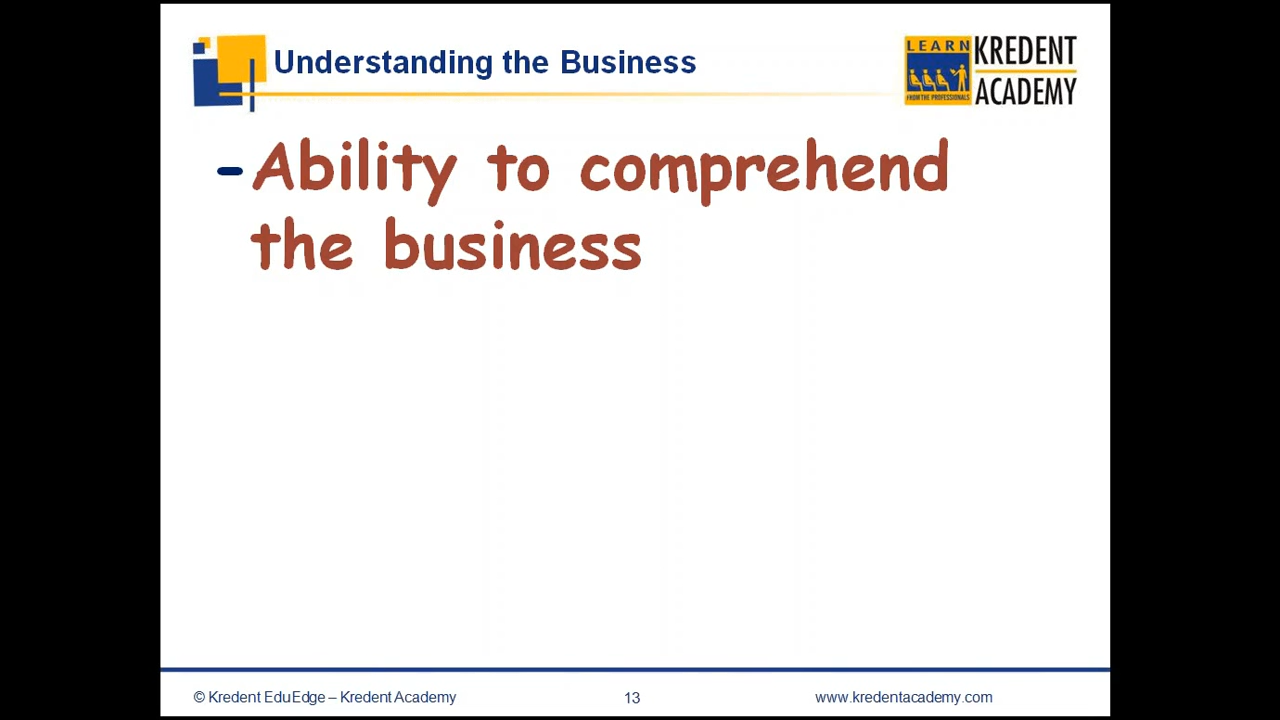 Understanding the Business
LEARN
FROM THE PROFESSIONALS
KREDENT
ACADEMY
-Ability to comprehend
the business
© Kredent EduEdge – Kredent Academy
13
www.kredentacademy.com